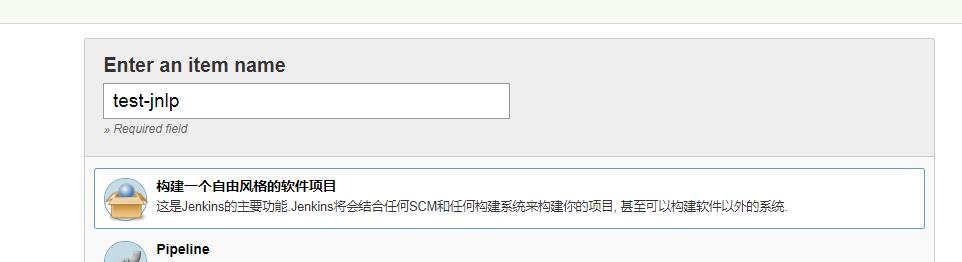 Enter an item name
test-jnlp
» Required field
构建一个自由风格的软件项目
这是Jenkins的主要功能.Jenkins将会结合任何SCM和任何构建系统来构建你的项目, 甚至可以构建软件以外的系统.
Pipeline